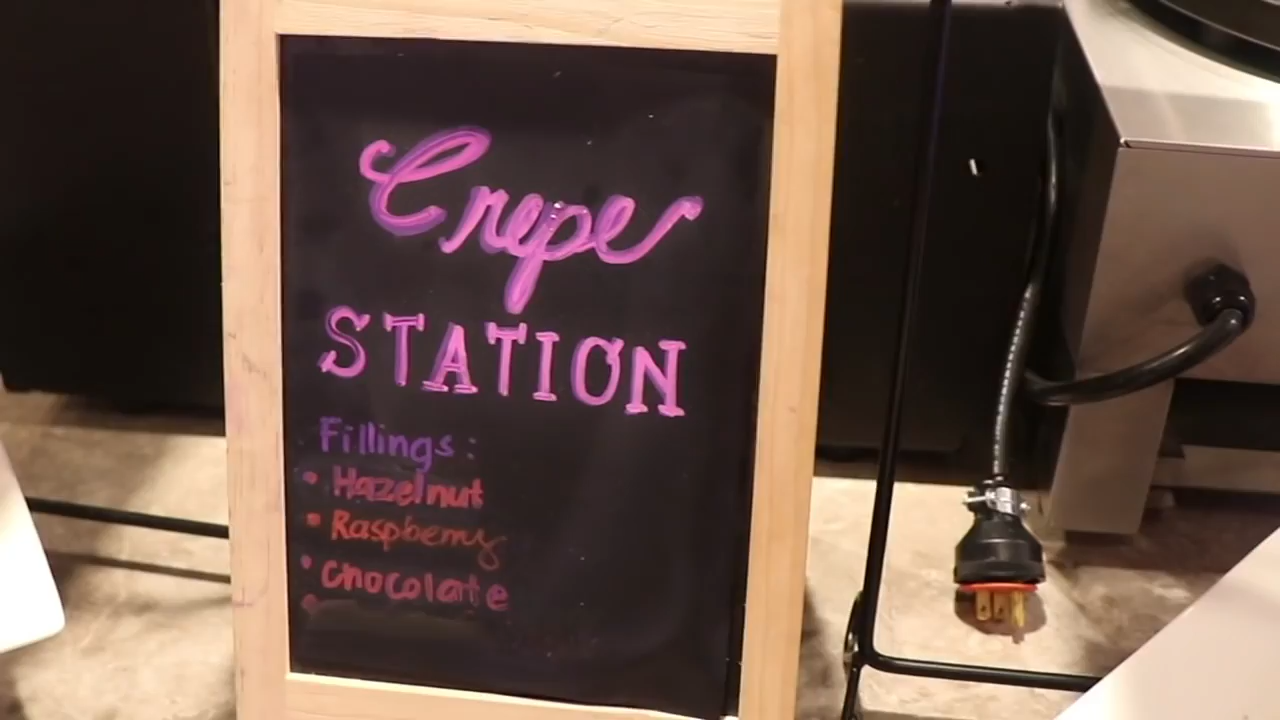 Crepe
STATION
Fillings:
• Hazelnut
• Raspberry
• Chocolate
•